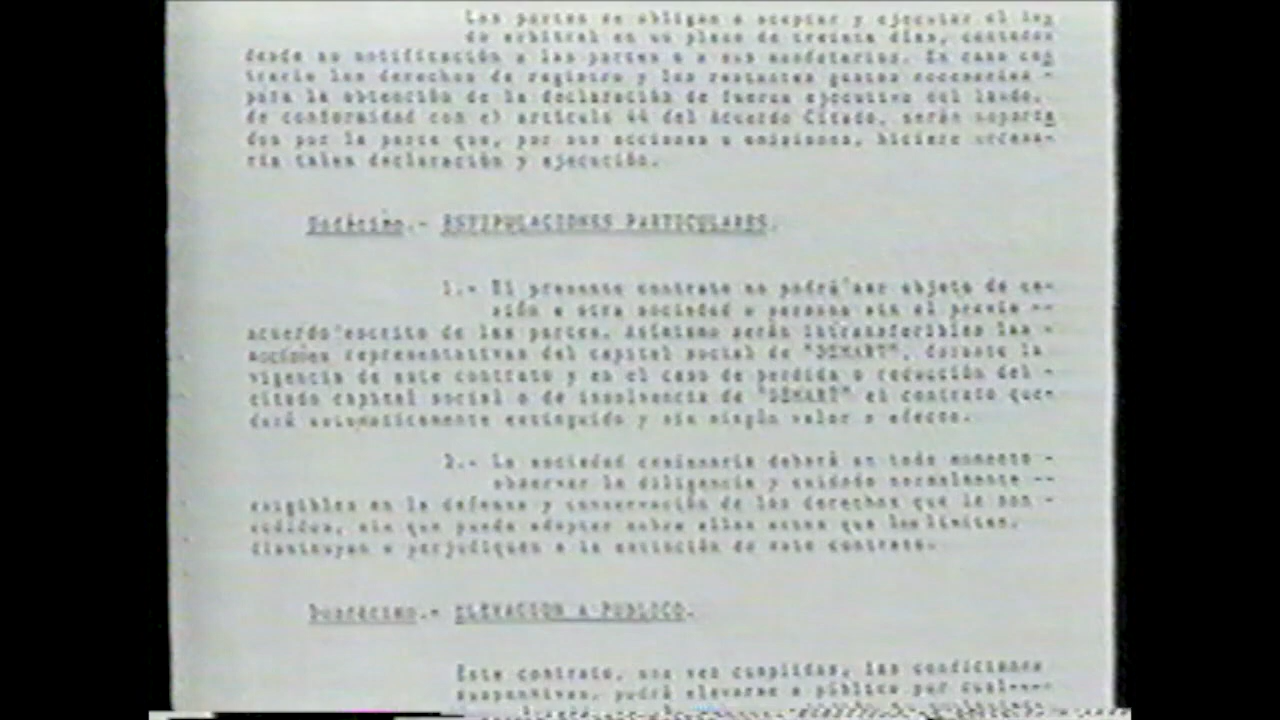 Las partes se obligan a aceptar y ejecutar el lau
do arbitral en un plazo de treinta días, contados
desde su notificación a las partes o a sus mandatarios. En caso con
trario los derechos de registro y los restantes gastos necesarios -
para la obtención de la declaración de fuerza ejecutiva del laudo,
de conformidad con el artículo 44 del Acuerdo Citado, serán soporta
dos por la parte que, por sus acciones u omisiones, hiciere necesa-
ria tales declaración y ejecución.
Undécimo.- ESTIPULACIONES PARTICULARES.
1.- El presente contrato no podrá ser objeto de ce-
sión a otra sociedad o persona sin el previo --
acuerdo escrito de las partes. Asimismo serán intransferibles las -
acciones representativas del capital social de "DEMART", durante la
vigencia de este contrato y en el caso de perdida o reducción del -
citado capital social o de insolvencia de "DEMART" el contrato que-
dará automáticamente extinguido y sin ningún valor o efecto.
2.- La sociedad cesionaria deberá en todo momento -
observar la diligencia y cuidado normalmente --
exigibles en la defensa y conservación de los derechos que le son -
cedidos, sin que pueda adoptar sobre ellos actos que los limiten,
disminuyan o perjudiquen a la extinción de este contrato.
Duodécimo.- ELEVACION A PUBLICO.
Este contrato, una vez cumplidas, las condiciones
suspensivas, podrá elevarse a público por cual----